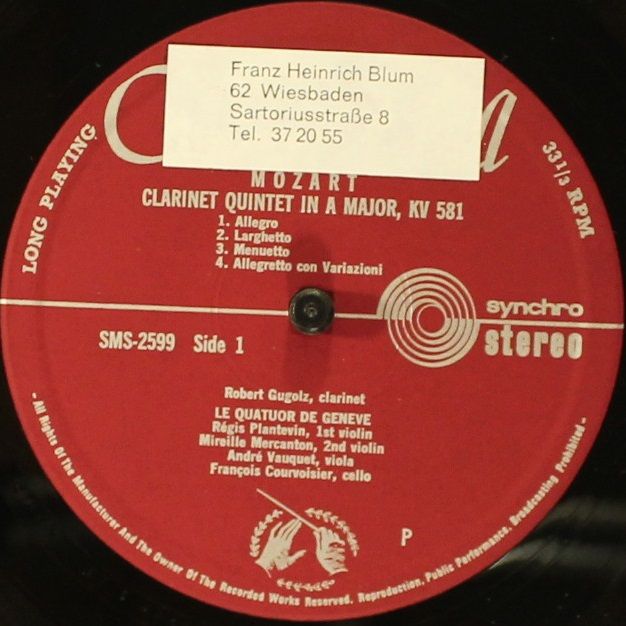 Franz Heinrich Blum
62 Wiesbaden
Sartoriusstraße 8
Tel. 37 20 55
LONG PLAYING
33 1/3 RPM
MOZART
CLARINET QUINTET IN A MAJOR, KV 581
1. Allegro
2. Larghetto
3. Menuetto
4. Allegretto con Variazioni
synchro
stereo
SMS-2599 Side 1
Robert Gugolz, clarinet
LE QUATUOR DE GENEVE
Régis Plantevin, 1st violin
Mireille Mercanton, 2nd violin
André Vauquet, viola
François Courvoisier, cello
P
- All Rights Of The Manufacturer And The Owner Of The Recorded Works Reserved. Reproduction, Public Performance, Broadcasting Prohibited -